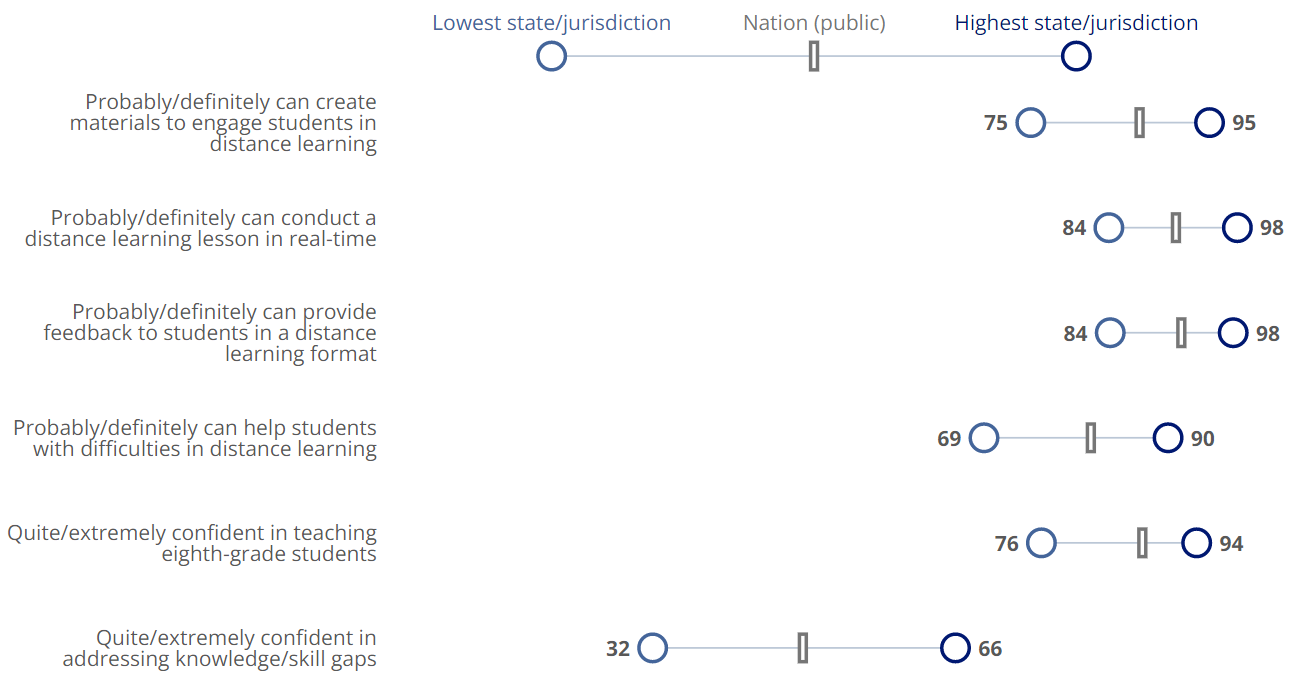 Lowest state/jurisdiction
Nation (public)
Highest state/jurisdiction
Probably/definitely can create
materials to engage students in
distance learning
75
95
Probably/definitely can conduct a
distance learning lesson in real-time
84
98
Probably/definitely can provide
feedback to students in a distance
learning format
84
98
Probably/definitely can help students
with difficulties in distance learning
69
90
Quite/extremely confident in teaching
eighth-grade students
76
94
Quite/extremely confident in
addressing knowledge/skill gaps
32
66